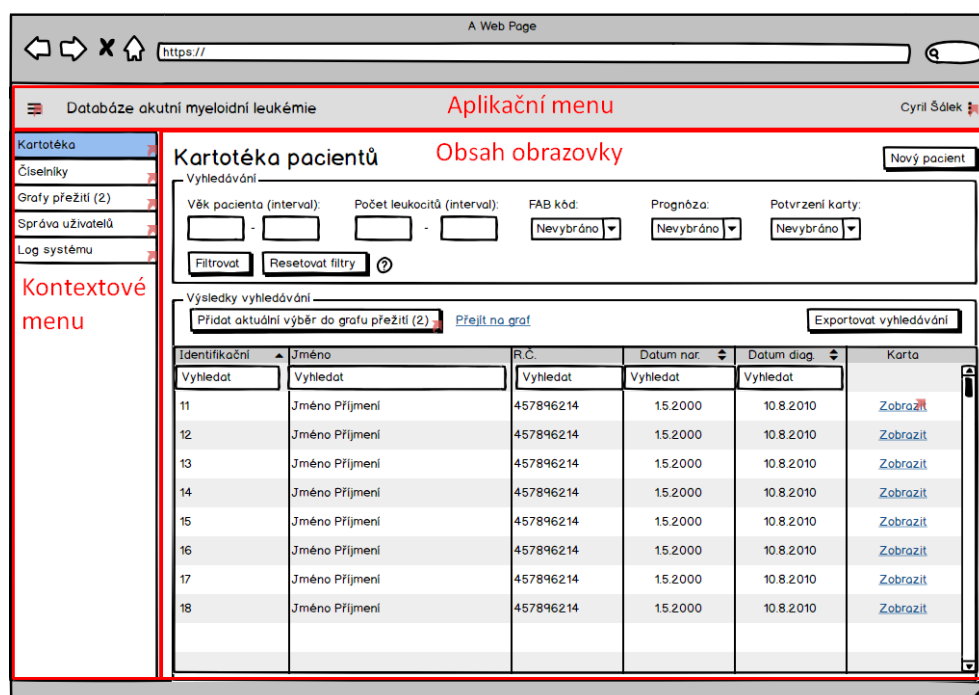 A Web Page
https://
Databáze akutní myeloidní leukémie
Aplikační menu
Cyril Šálek
Kartotéka
Číselníky
Grafy přežití (2)
Správa uživatelů
Log systému
Kontextové
menu
Kartotéka pacientů
Obsah obrazovky
Nový pacient
Vyhledávání
Věk pacienta (interval): Počet leukocitů (interval): FAB kód: Prognóza: Potvrzení karty:
- - Nevybráno Nevybráno Nevybráno
Filtrovat Resetovat filtry ?
Výsledky vyhledávání
Přidat aktuální výběr do grafu přežití (2) Přejít na graf Exportovat vyhledávání
Identifikační Jméno R.Č. Datum nar. Datum diag. Karta
Vyhledat Vyhledat Vyhledat Vyhledat Vyhledat
11 Jméno Příjmení 457896214 1.5.2000 10.8.2010 Zobrazit
12 Jméno Příjmení 457896214 1.5.2000 10.8.2010 Zobrazit
13 Jméno Příjmení 457896214 1.5.2000 10.8.2010 Zobrazit
14 Jméno Příjmení 457896214 1.5.2000 10.8.2010 Zobrazit
15 Jméno Příjmení 457896214 1.5.2000 10.8.2010 Zobrazit
16 Jméno Příjmení 457896214 1.5.2000 10.8.2010 Zobrazit
17 Jméno Příjmení 457896214 1.5.2000 10.8.2010 Zobrazit
18 Jméno Příjmení 457896214 1.5.2000 10.8.2010 Zobrazit